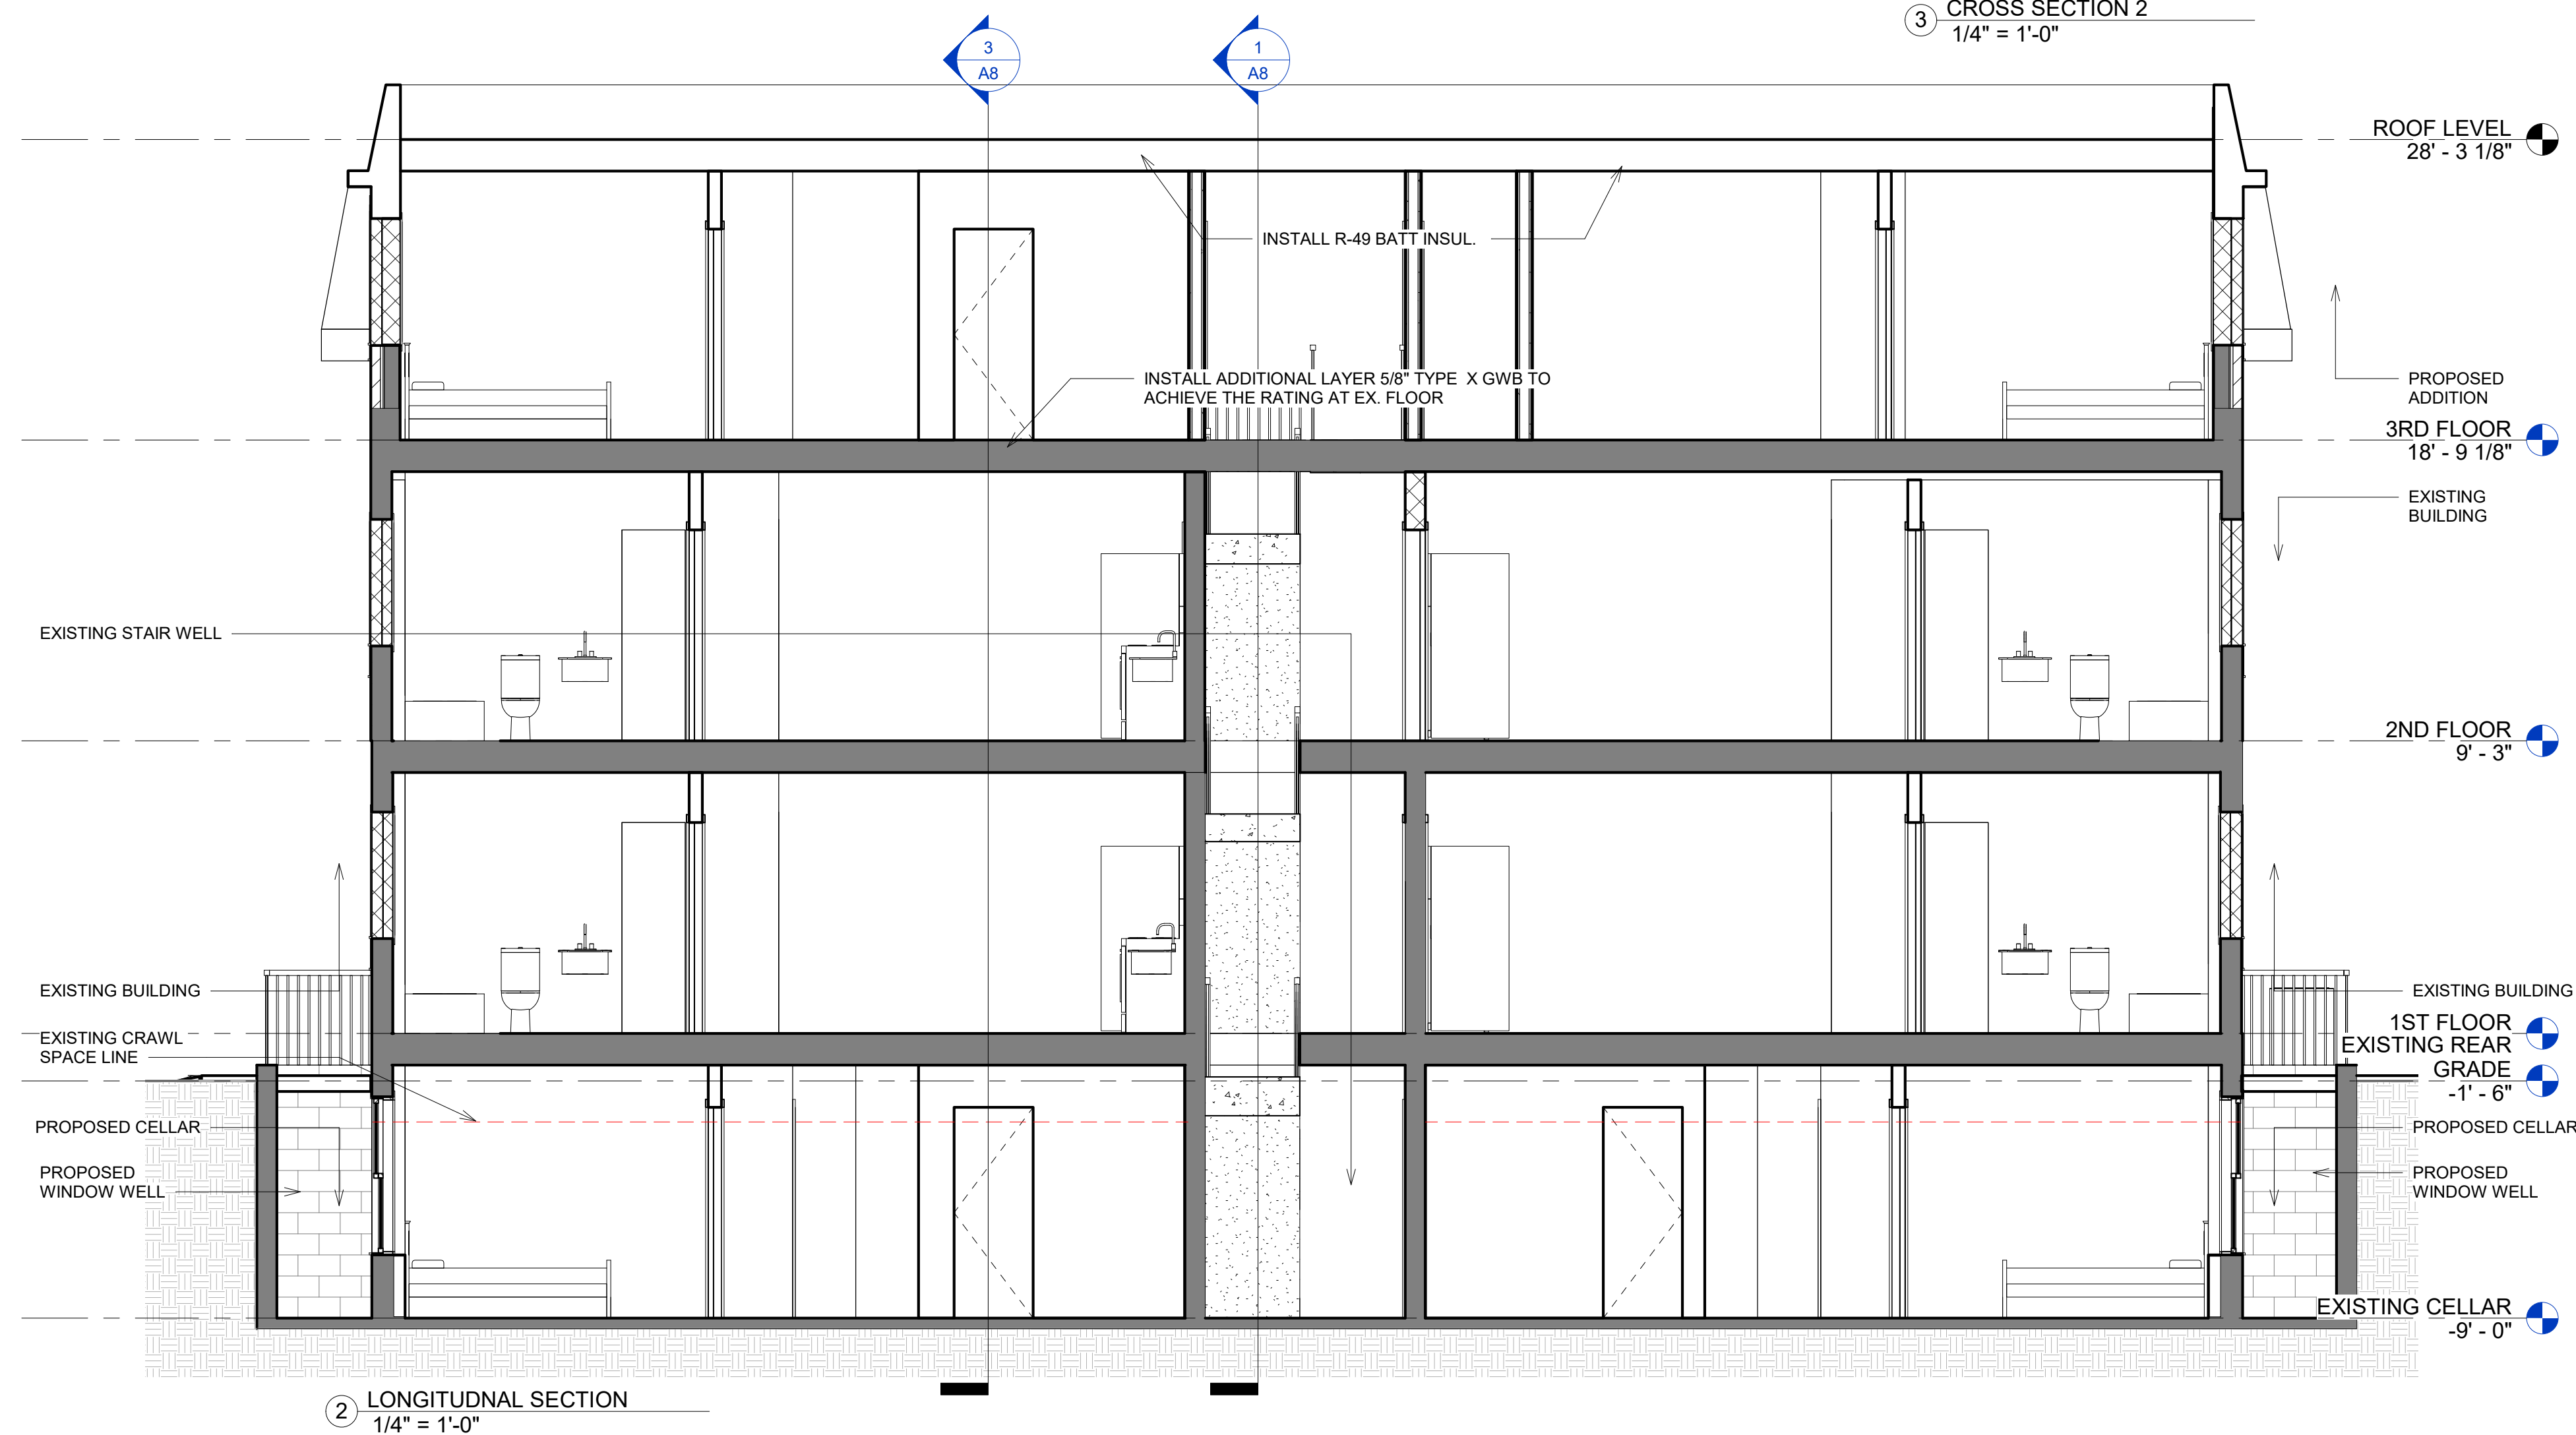 3 CROSS SECTION 2
1/4" = 1'-0"
3
A8
1
A8
ROOF LEVEL
28' - 3 1/8"
INSTALL R-49 BATT INSUL.
INSTALL ADDITIONAL LAYER 5/8" TYPE X GWB TO
ACHIEVE THE RATING AT EX. FLOOR
PROPOSED
ADDITION
3RD FLOOR
18' - 9 1/8"
EXISTING
BUILDING
EXISTING STAIR WELL
2ND FLOOR
9' - 3"
EXISTING BUILDING
EXISTING BUILDING
EXISTING CRAWL
SPACE LINE
1ST FLOOR
EXISTING REAR
GRADE
-1' - 6"
PROPOSED CELLAR
PROPOSED CELLAR
PROPOSED
WINDOW WELL
PROPOSED
WINDOW WELL
EXISTING CELLAR
-9' - 0"
2 LONGITUDNAL SECTION
1/4" = 1'-0"